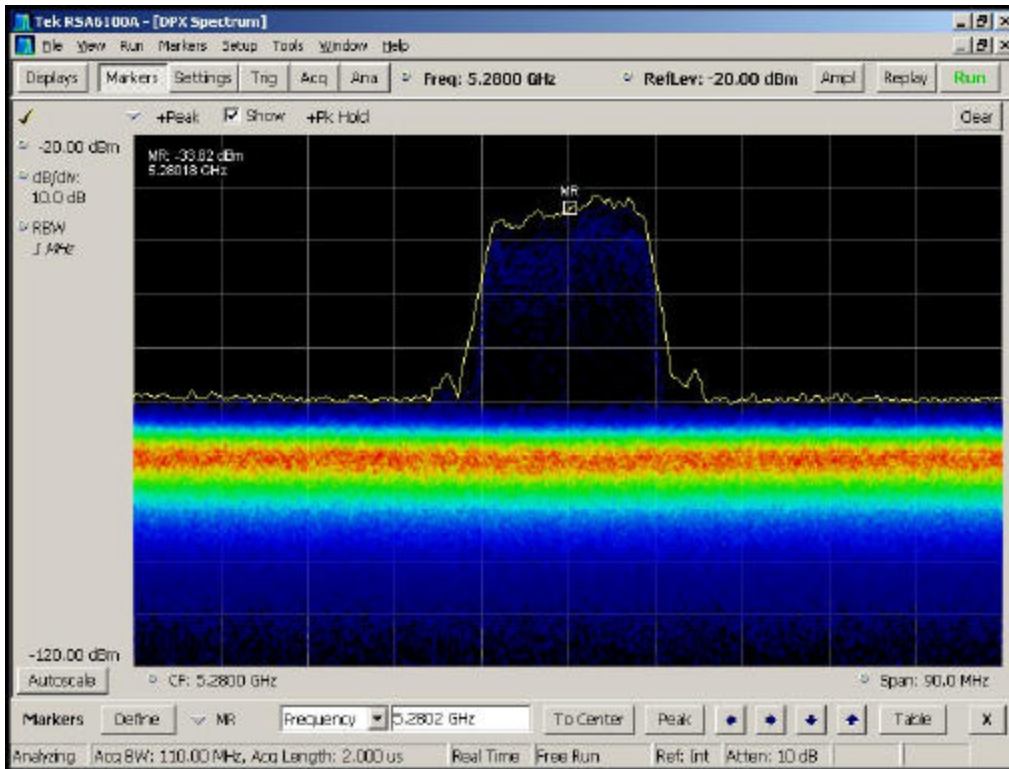 Tek RSA6100A - [DPX Spectrum]
File View Run Markers Setup Tools Window Help
Displays Markers Settings Trig Acq Ana Freq: 5.2800 GHz RefLev: -20.00 dBm Ampl Replay Run
+Peak Show +Pk Hold Clear
-20.00 dBm
dB/div:
10.0 dB
RBW
1 MHz
MR: -33.82 dBm
5.28018 GHz
MR
-120.00 dBm
Autoscale CF: 5.2800 GHz Span: 90.0 MHz
Markers Define MR Frequency 5.2802 GHz To Center Peak Table X
Analyzing Acq BW: 110.00 MHz, Acq Length: 2.000 us Real Time Free Run Ref: Int Atten: 10 dB